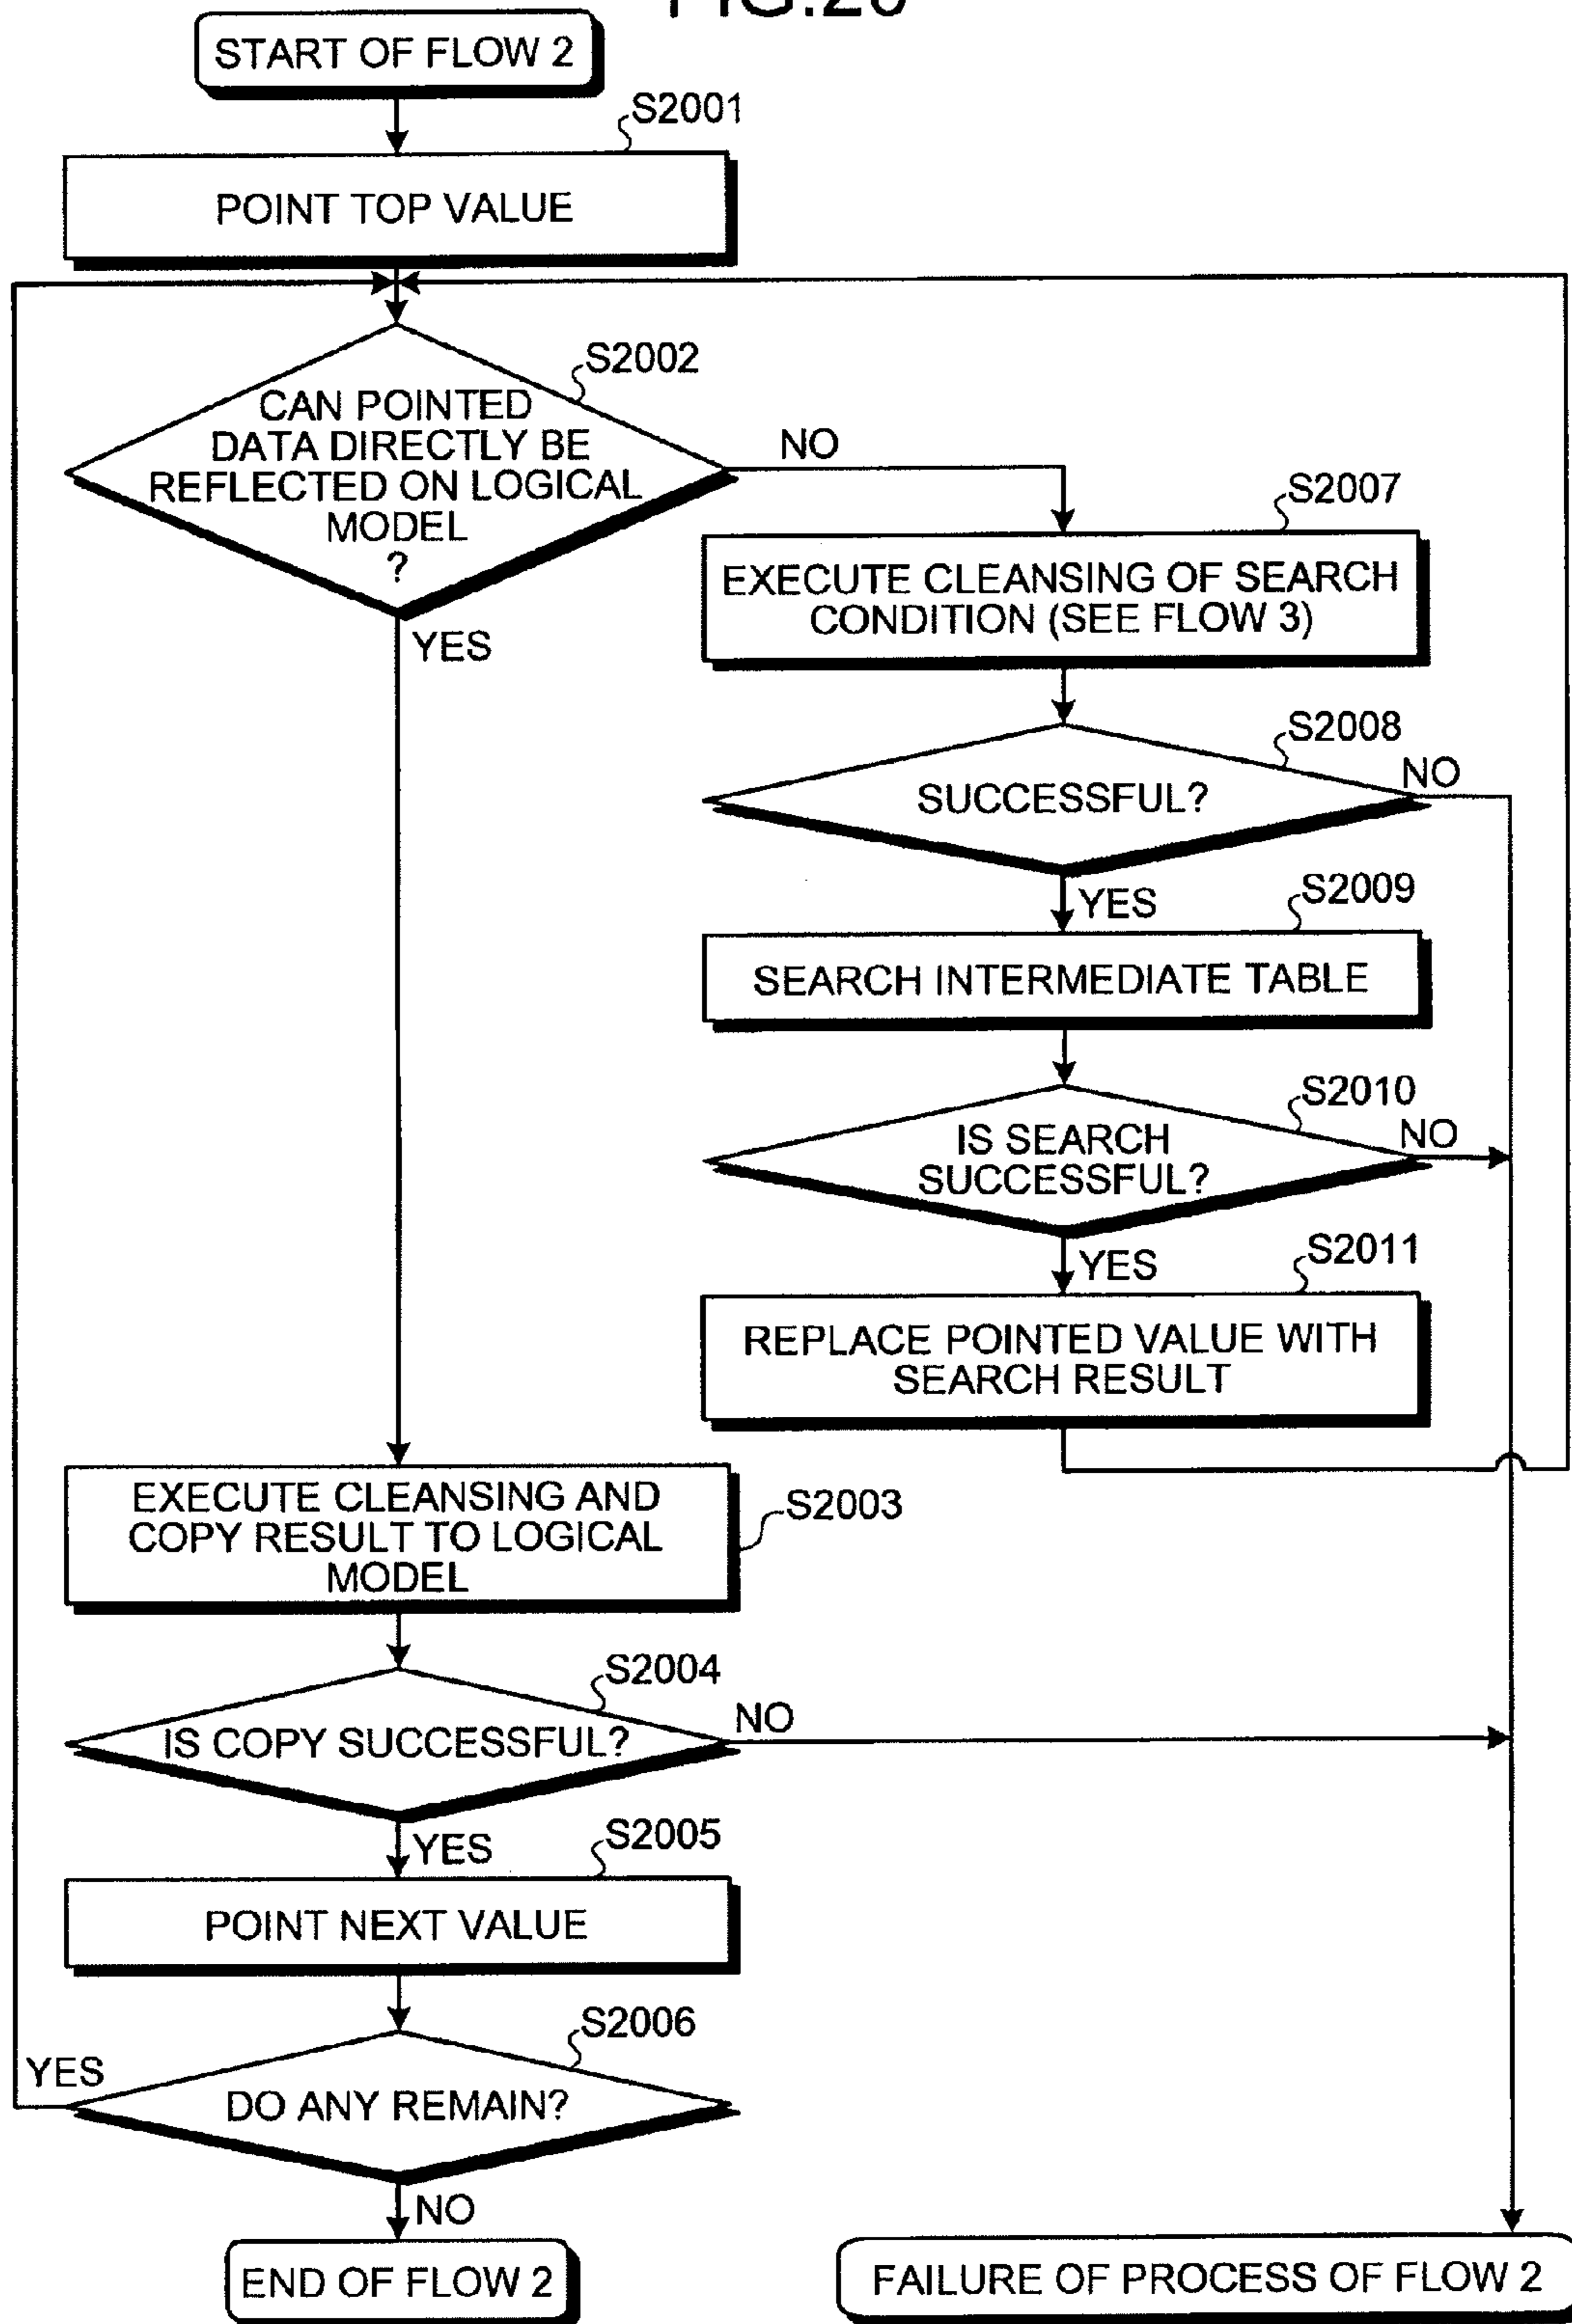 START OF FLOW 2
S2001
POINT TOP VALUE
S2002
CAN POINTED
DATA DIRECTLY BE
REFLECTED ON LOGICAL
MODEL
?
NO
YES
S2007
EXECUTE CLEANSING OF SEARCH
CONDITION (SEE FLOW 3)
S2008
SUCCESSFUL?
NO
YES
S2009
SEARCH INTERMEDIATE TABLE
S2010
IS SEARCH
SUCCESSFUL?
NO
YES
S2011
REPLACE POINTED VALUE WITH
SEARCH RESULT
EXECUTE CLEANSING AND
COPY RESULT TO LOGICAL
MODEL
S2003
S2004
IS COPY SUCCESSFUL?
NO
YES
S2005
POINT NEXT VALUE
S2006
YES
DO ANY REMAIN?
NO
END OF FLOW 2
FAILURE OF PROCESS OF FLOW 2